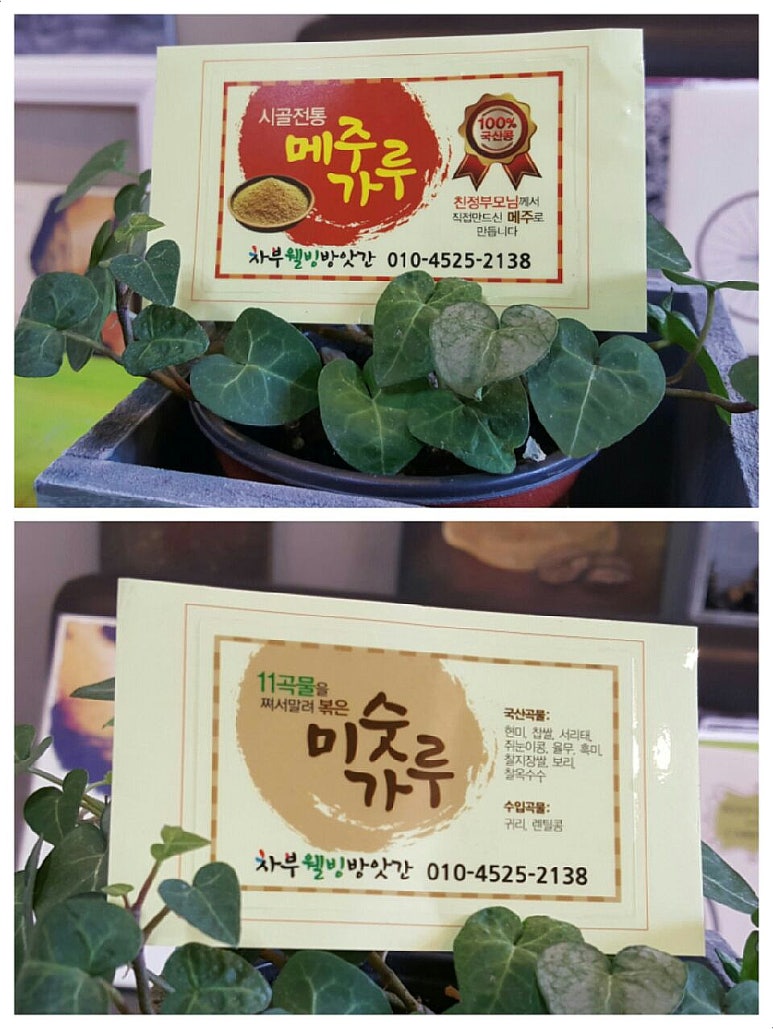 시골전통
메주
가루
100%
국산콩
친정부모님께서
직접만드신 메주로
만듭니다
차부웰빙방앗간 010-4525-2138
11곡물을
쪄서말려 볶은
미숫
가루
국산곡물:
현미, 찹쌀, 서리태,
쥐눈이콩, 율무, 흑미,
찰지장쌀, 보리,
찰옥수수
수입곡물:
귀리, 렌틸콩
차부웰빙방앗간 010-4525-2138